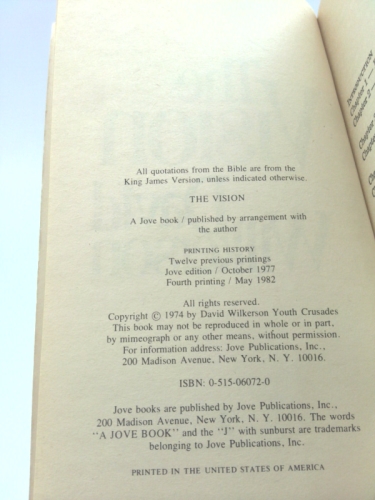 All quotations from the Bible are from the
King James Version, unless indicated otherwise.
THE VISION
A Jove book / published by arrangement with
the author
PRINTING HISTORY
Twelve previous printings
Jove edition / October 1977
Fourth printing / May 1982
All rights reserved.
Copyright © 1974 by David Wilkerson Youth Crusades
This book may not be reproduced in whole or in part,
by mimeograph or any other means, without permission.
For information address: Jove Publications, Inc.,
200 Madison Avenue, New York, N. Y. 10016.
ISBN: 0-515-06072-0
Jove books are published by Jove Publications, Inc.,
200 Madison Avenue, New York, N.Y. 10016. The words
"A JOVE BOOK" and the "J" with sunburst are trademarks
belonging to Jove Publications, Inc.
PRINTED IN THE UNITED STATES OF AMERICA
INTRODUCTION
Chapter 1—
Chapter 2—
Chapter